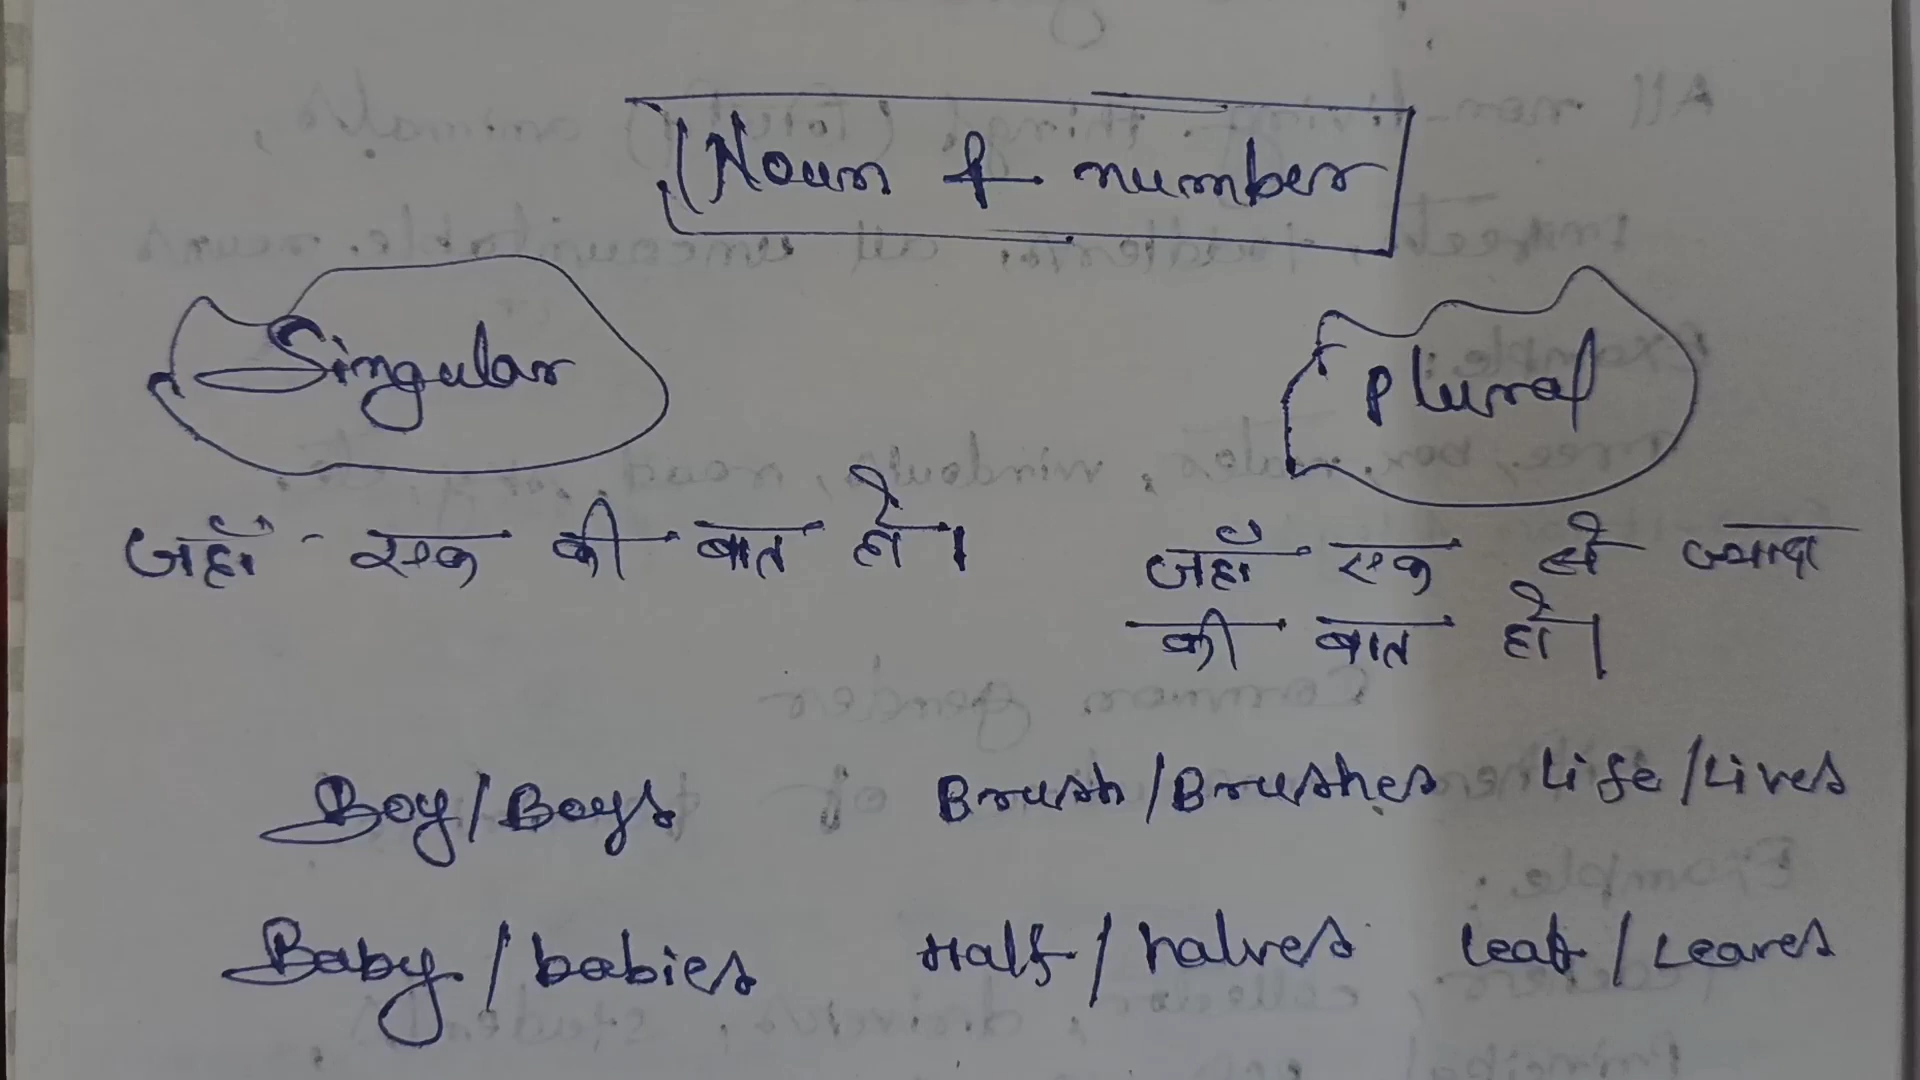 Noun & number
Singular
Plural
जहाँ एक की बात हो।
जहाँ एक से ज्यादा
की बात हो।
Boy/Boys Brush/Brushes Life/Lives
Baby/babies Half/halves Leaf/Leaves